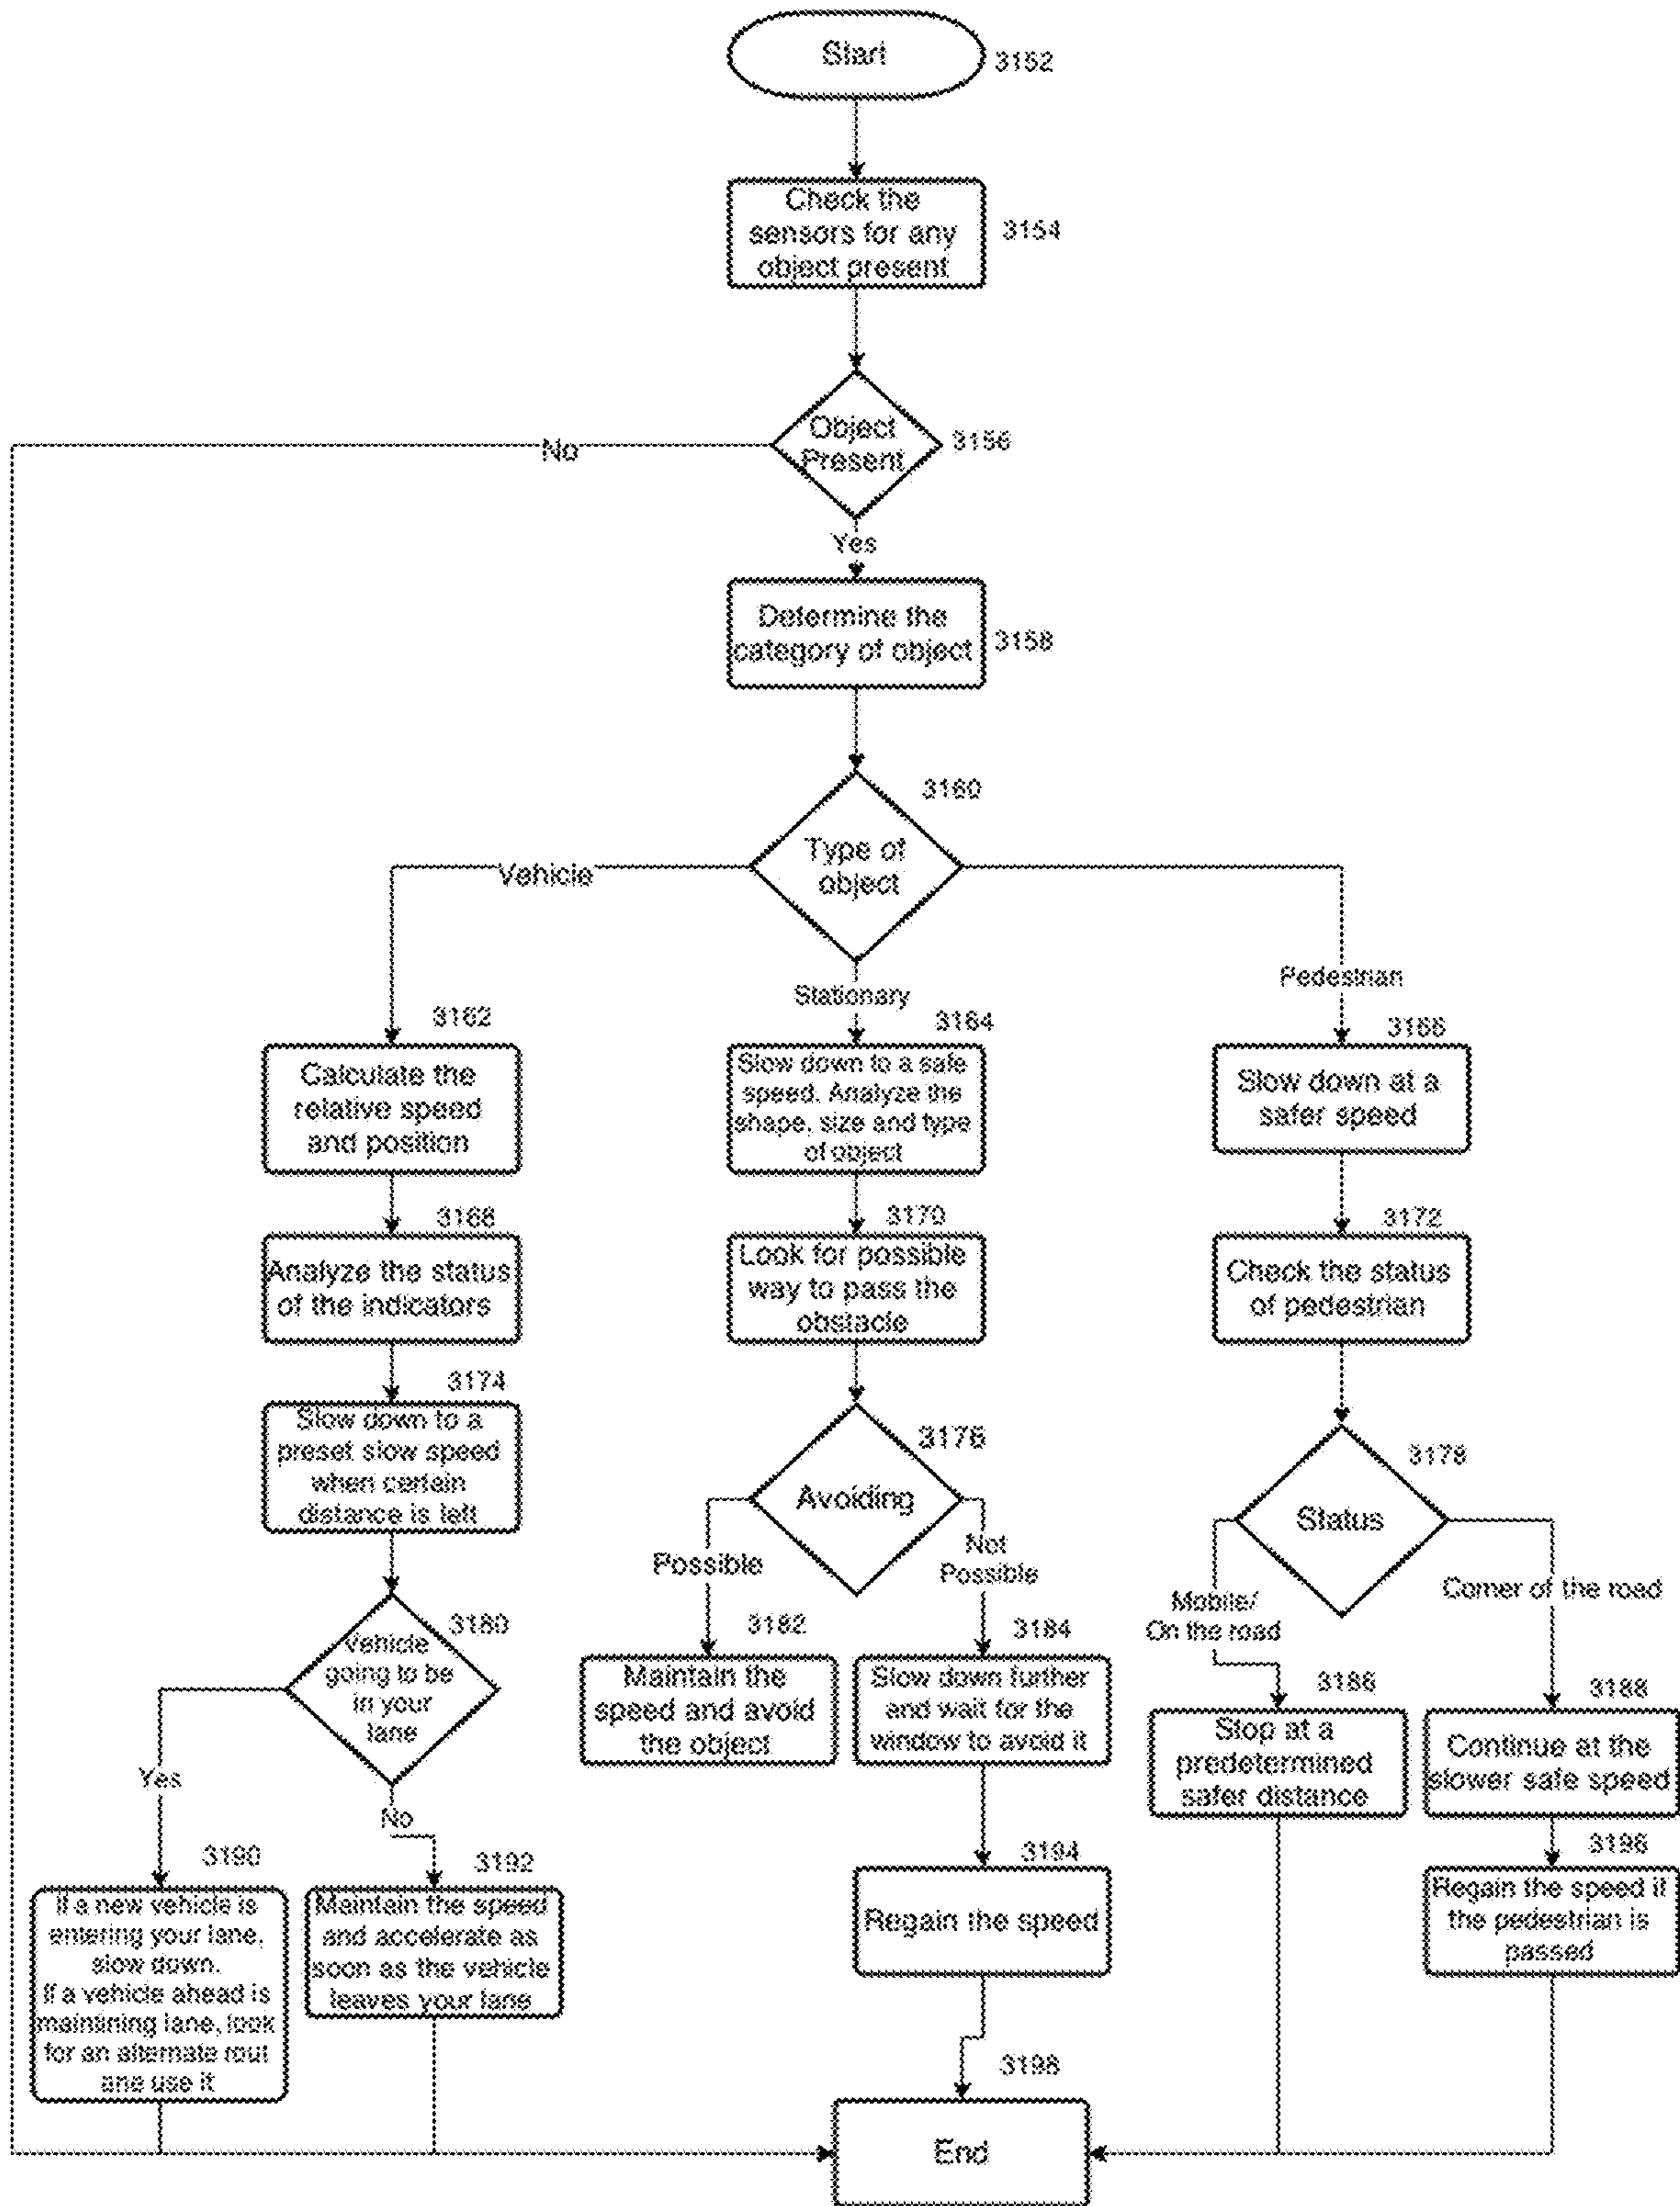 Start
3152
Check the
sensors for any
object present
3154
Object
Present
3156
No
Yes
Determine the
category of object
3158
3160
Type of
object
Vehicle
Stationary
Pedestrian
3162
Calculate the
relative speed
and position
3164
Slow down to a safe
speed. Analyze the
shape, size and type
of object
3166
Slow down at a
safer speed
3168
Analyze the status
of the indicators
3170
Look for possible
way to pass the
obstacle
3172
Check the status
of pedestrian
3174
Slow down to a
preset slow speed
when certain
distance is left
3176
Avoiding
3178
Status
Possible
Not
Possible
Mobile/
On the road
Corner of the road
3180
Vehicle
going to be
in your
lane
3182
Maintain the
speed and avoid
the object
3184
Slow down further
and wait for the
window to avoid it
3186
Stop at a
predetermined
safer distance
3188
Continue at the
slower safe speed
Yes
No
3190
If a new vehicle is
entering your lane,
slow down.
If a vehicle ahead is
maintining lane, look
for an alternate rout
ane use it
3192
Maintain the speed
and accelerate as
soon as the vehicle
leaves your lane
3194
Regain the speed
3196
Regain the speed if
the pedestrian is
passed
3198
End